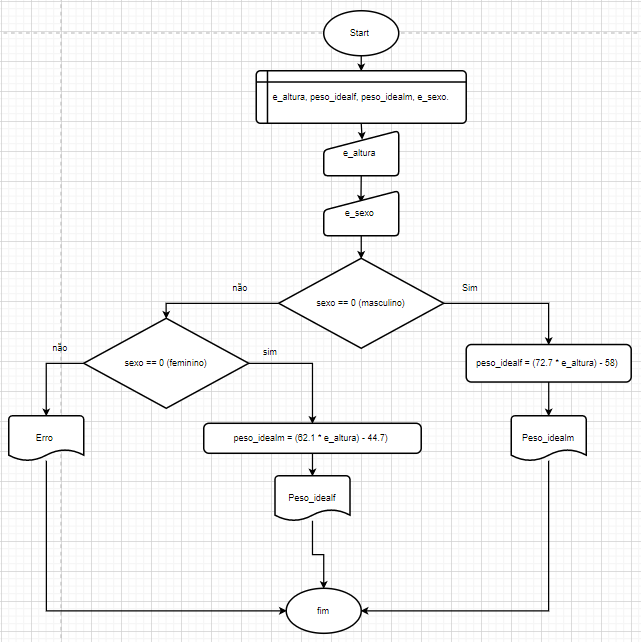 Start
e_altura, peso_idealf, peso_idealm, e_sexo.
e_altura
e_sexo
sexo == 0 (masculino)
não
Sim
sexo == 0 (feminino)
não
sim
peso_idealf = (72.7 * e_altura) - 58)
Erro
peso_idealm = (62.1 * e_altura) - 44.7)
Peso_idealm
Peso_idealf
fim